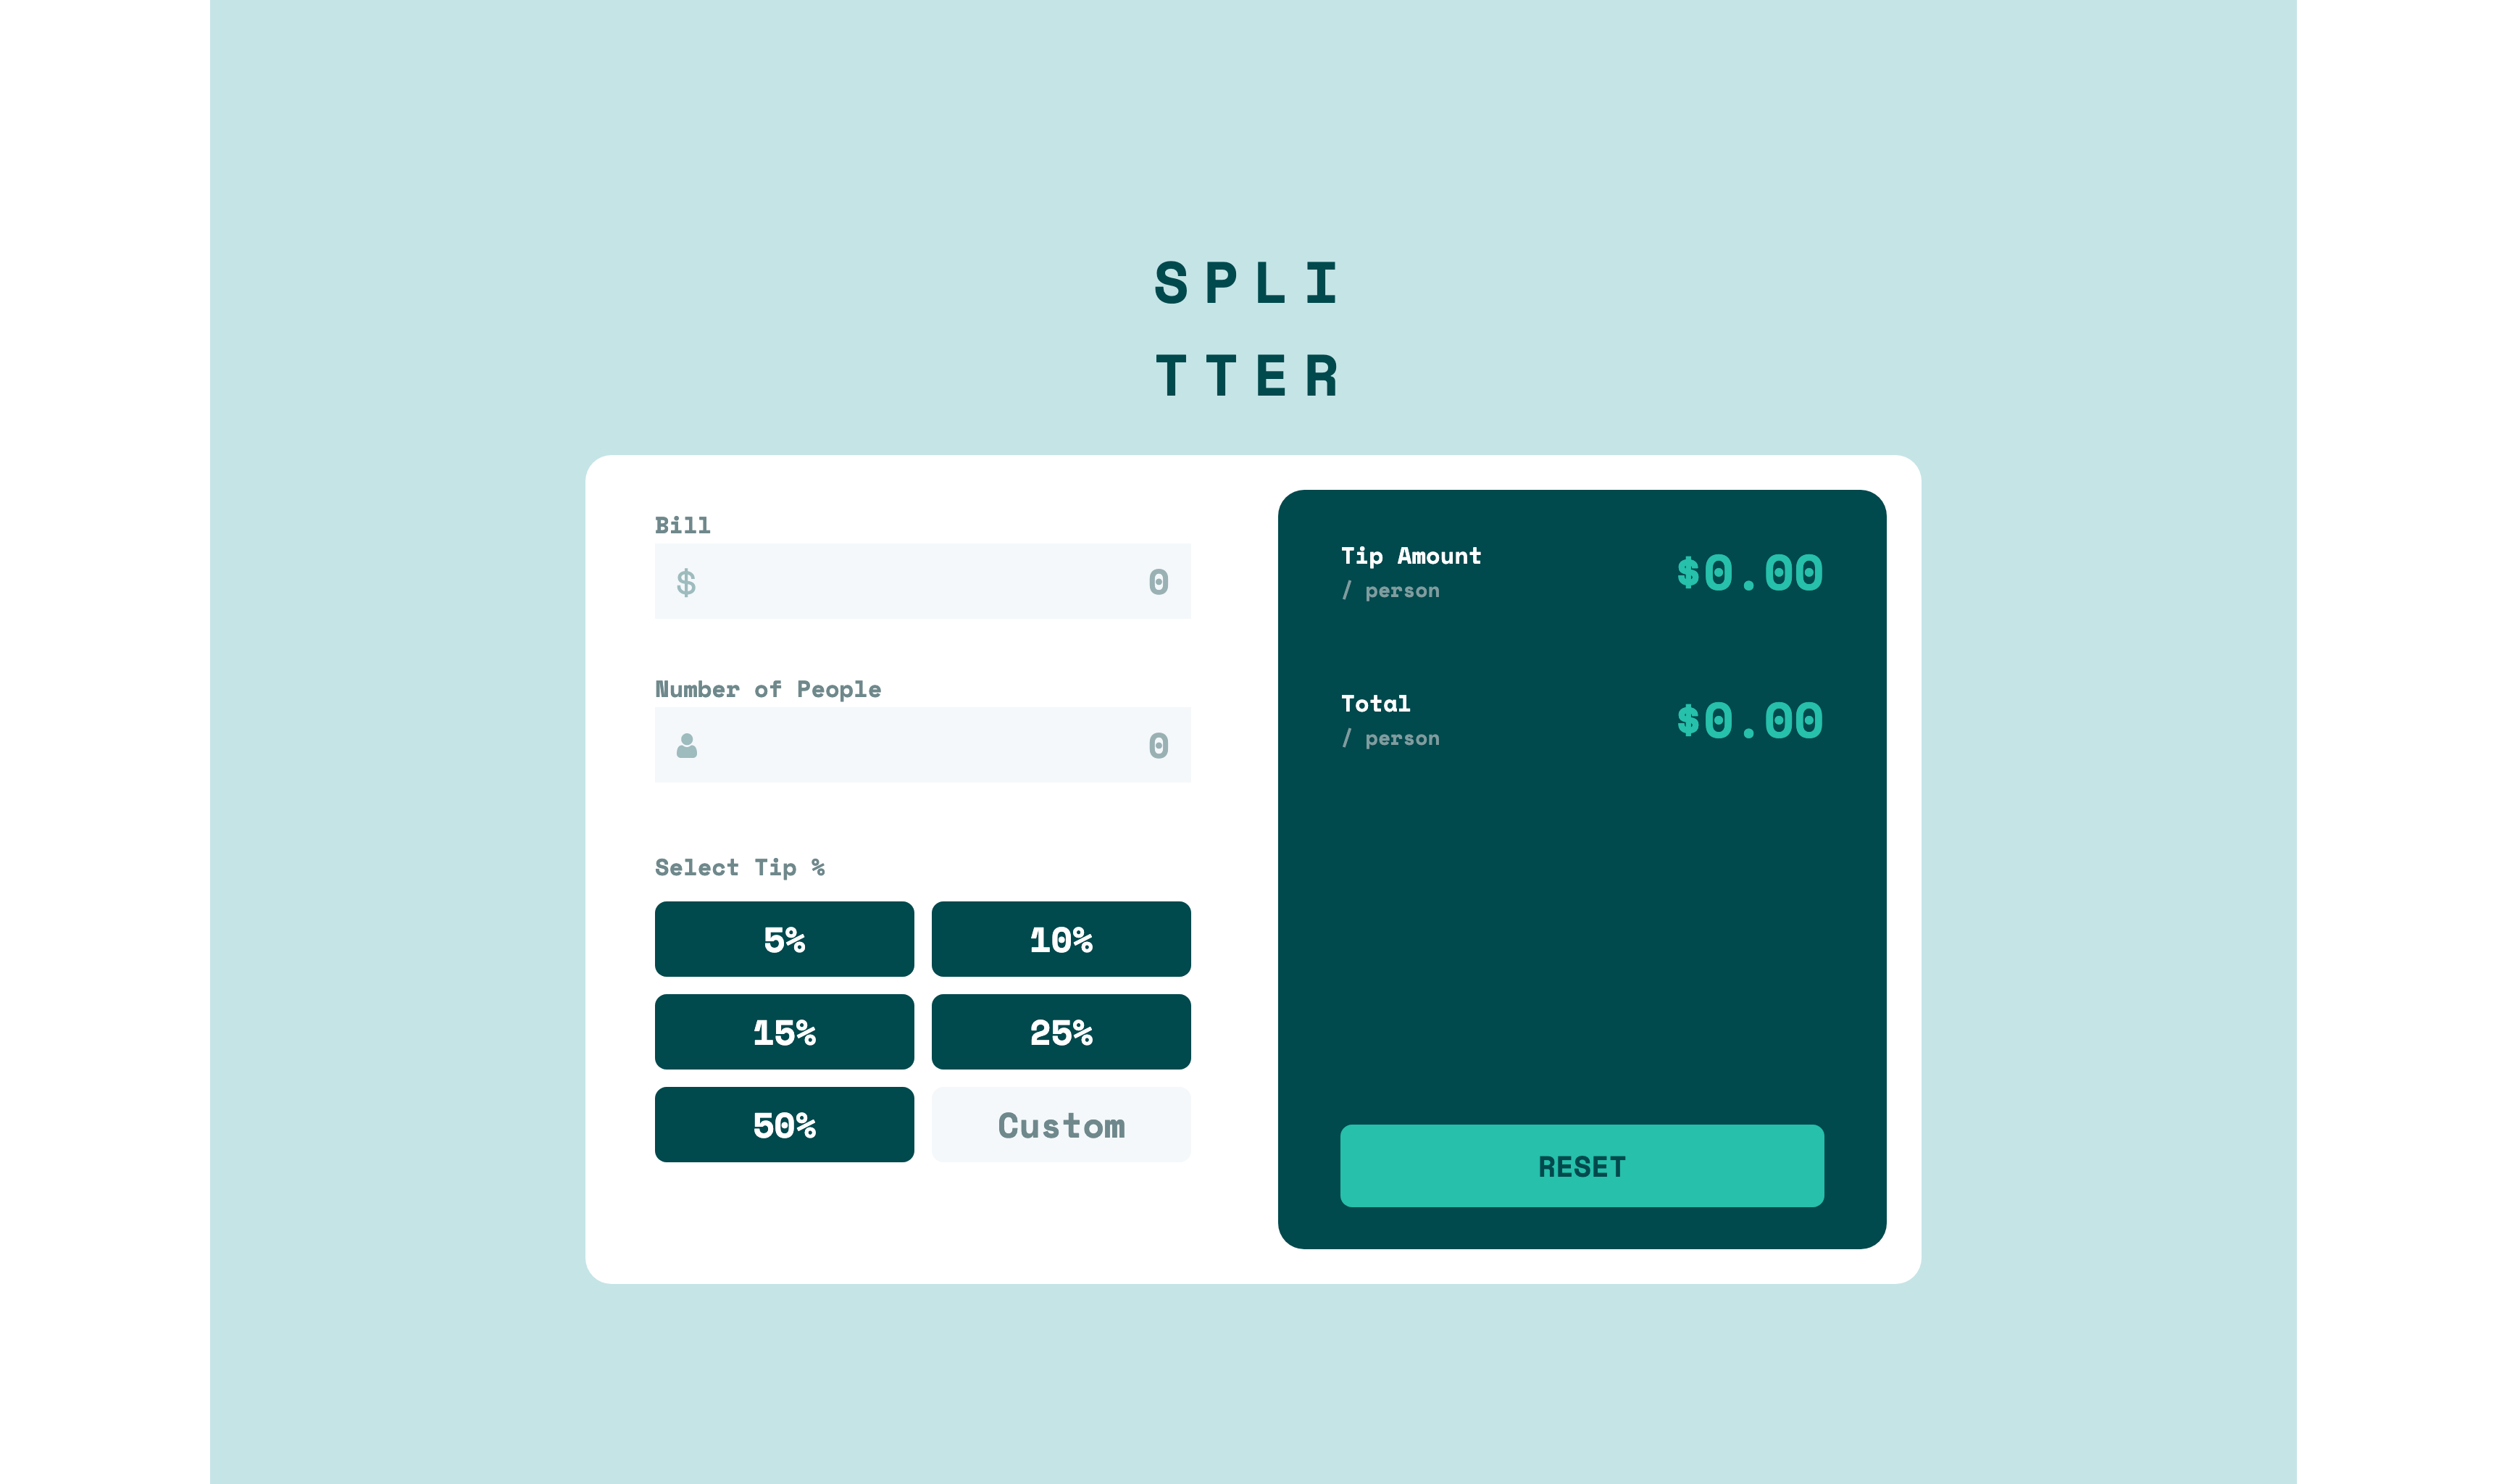 SPLI
TTER
Bill
$ 0
Number of People
0
Select Tip %
5% 10%
15% 25%
50% Custom
Tip Amount
/ person
$0.00
Total
/ person
$0.00
RESET